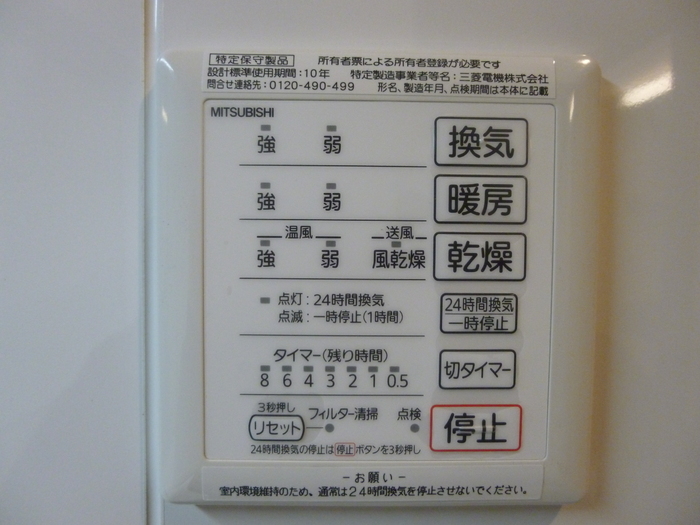 特定保守製品 所有者票による所有者登録が必要です
設計標準使用期間:10年 特定製造事業者等名:三菱電機株式会社
問合せ連絡先:0120-490-499 形名、製造年月、点検期間は本体に記載
MITSUBISHI
強 弱 換気
強 弱 暖房
温風 送風
強 弱 風乾燥 乾燥
点灯:24時間換気
点滅:一時停止(1時間)
24時間換気
一時停止
タイマー(残り時間)
8 6 4 3 2 1 0.5
切タイマー
3秒押し
リセット フィルター清掃 点検
停止
24時間換気の停止は停止ボタンを3秒押し
-お願い-
室内環境維持のため、通常は24時間換気を停止させないでください。